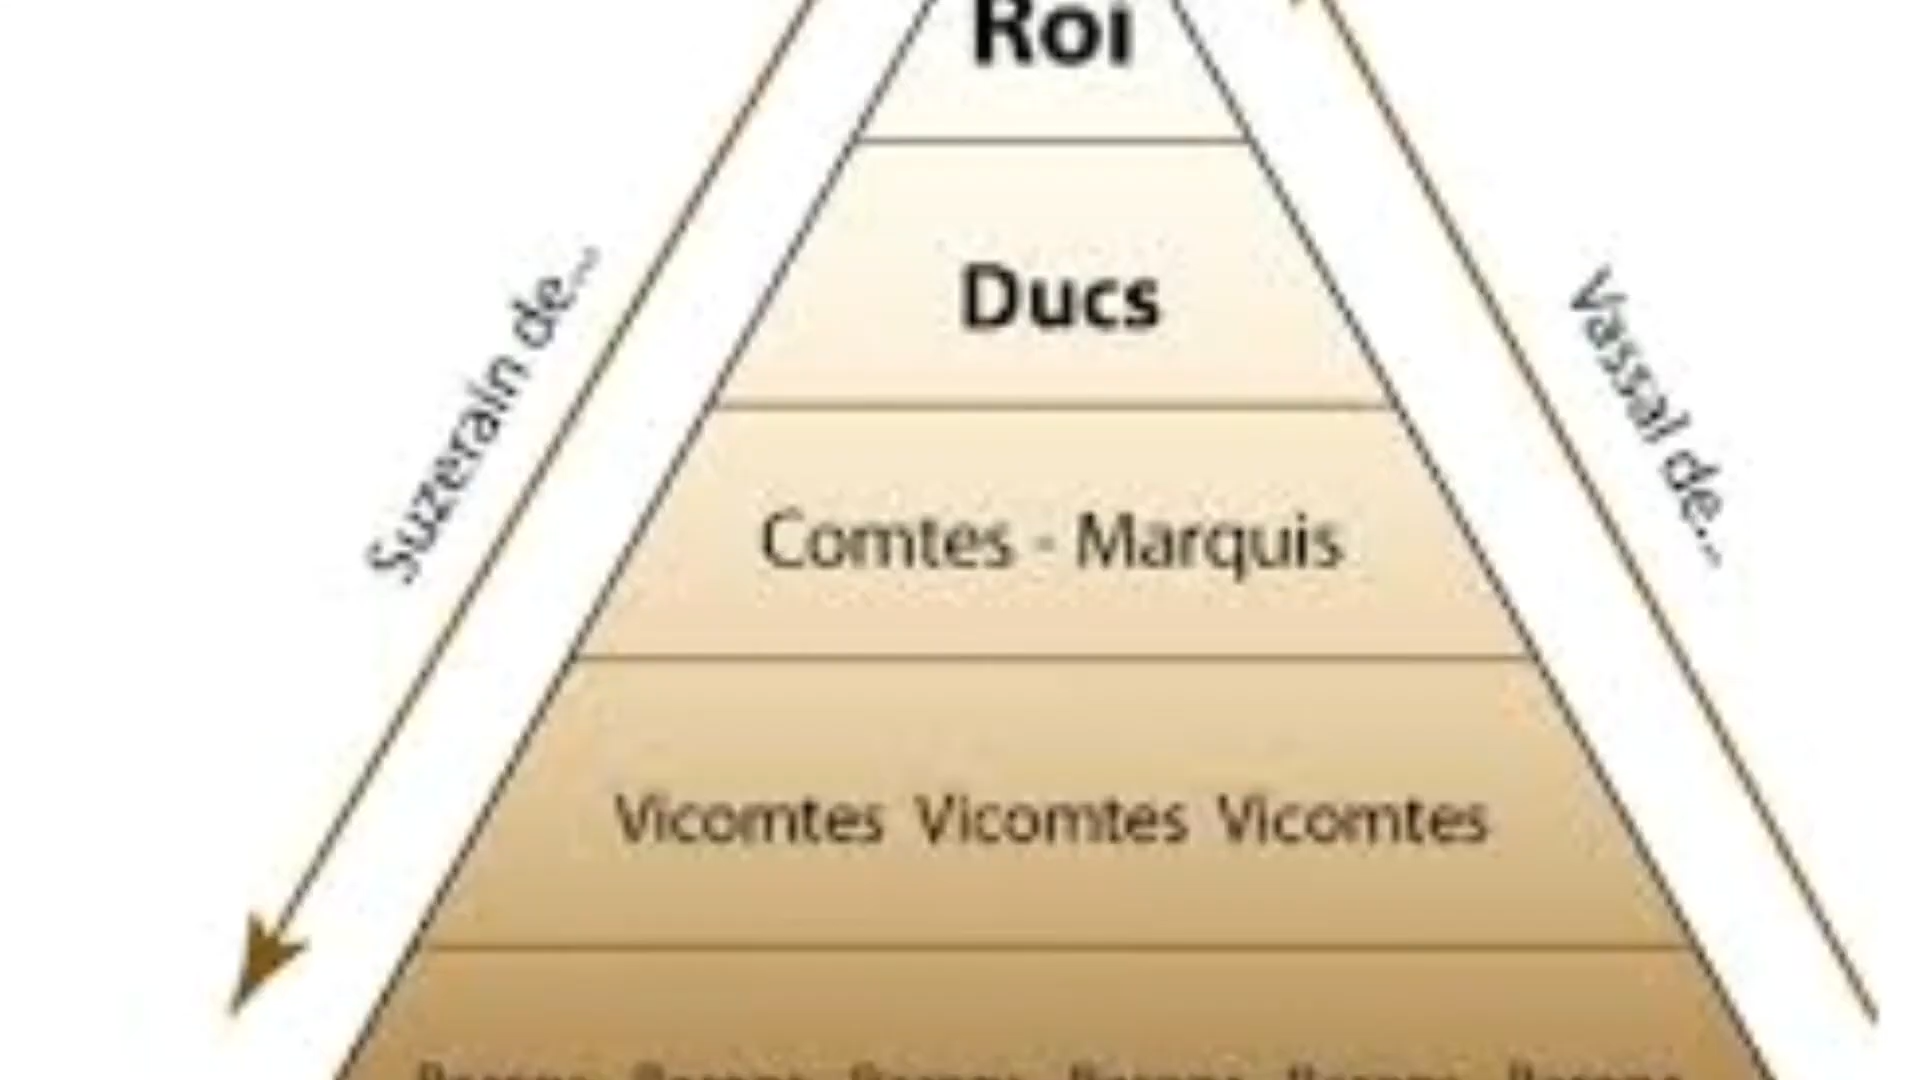 Roi
Ducs
Suzerain de...
Vassal de...
Comtes - Marquis
Vicomtes Vicomtes Vicomtes